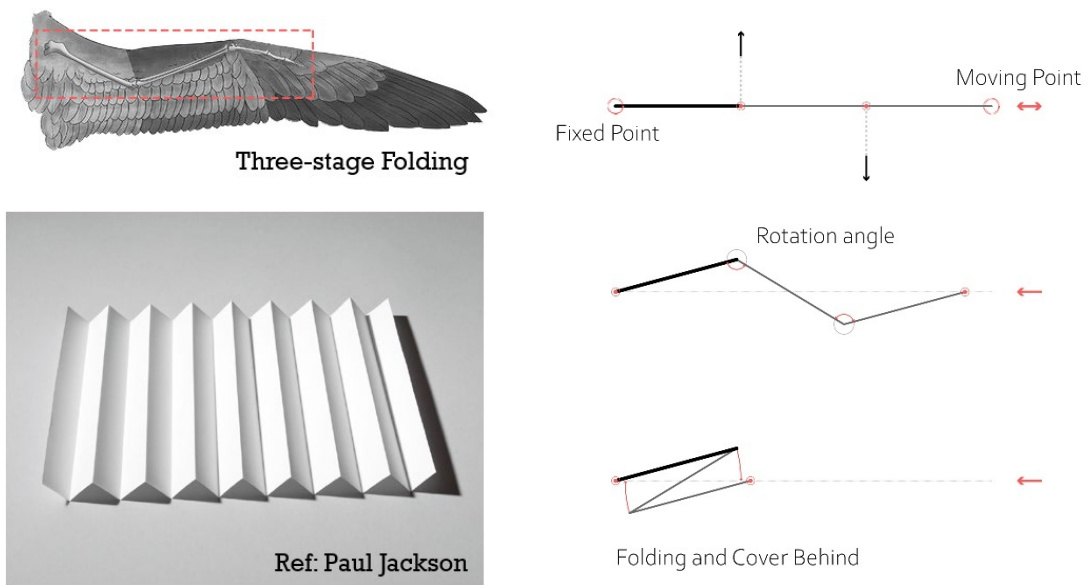 Three-stage Folding
Ref: Paul Jackson
Moving Point
Fixed Point
Rotation angle
Folding and Cover Behind